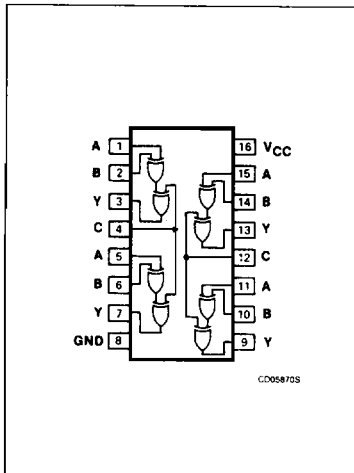 A 1
B 2
Y 3
C 4
A 5
B 6
Y 7
GND 8
16 VCC
15 A
14 B
13 Y
12 C
11 A
10 B
9 Y
CD05870S